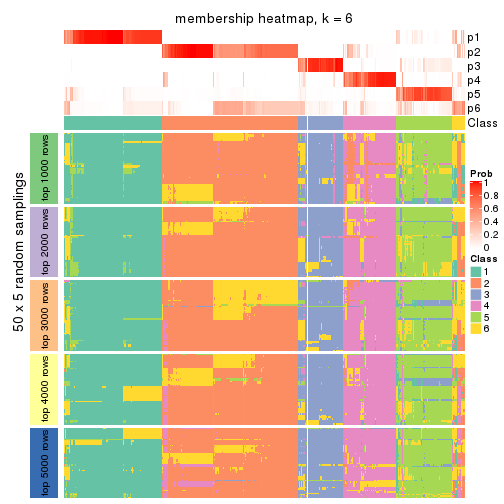 membership heatmap, k = 6
p1
p2
p3
p4
p5
p6
Class
50 x 5 random samplings
top 1000 rows
top 2000 rows
top 3000 rows
top 4000 rows
top 5000 rows
Prob
1
0.8
0.6
0.4
0.2
0
Class
1
2
3
4
5
6